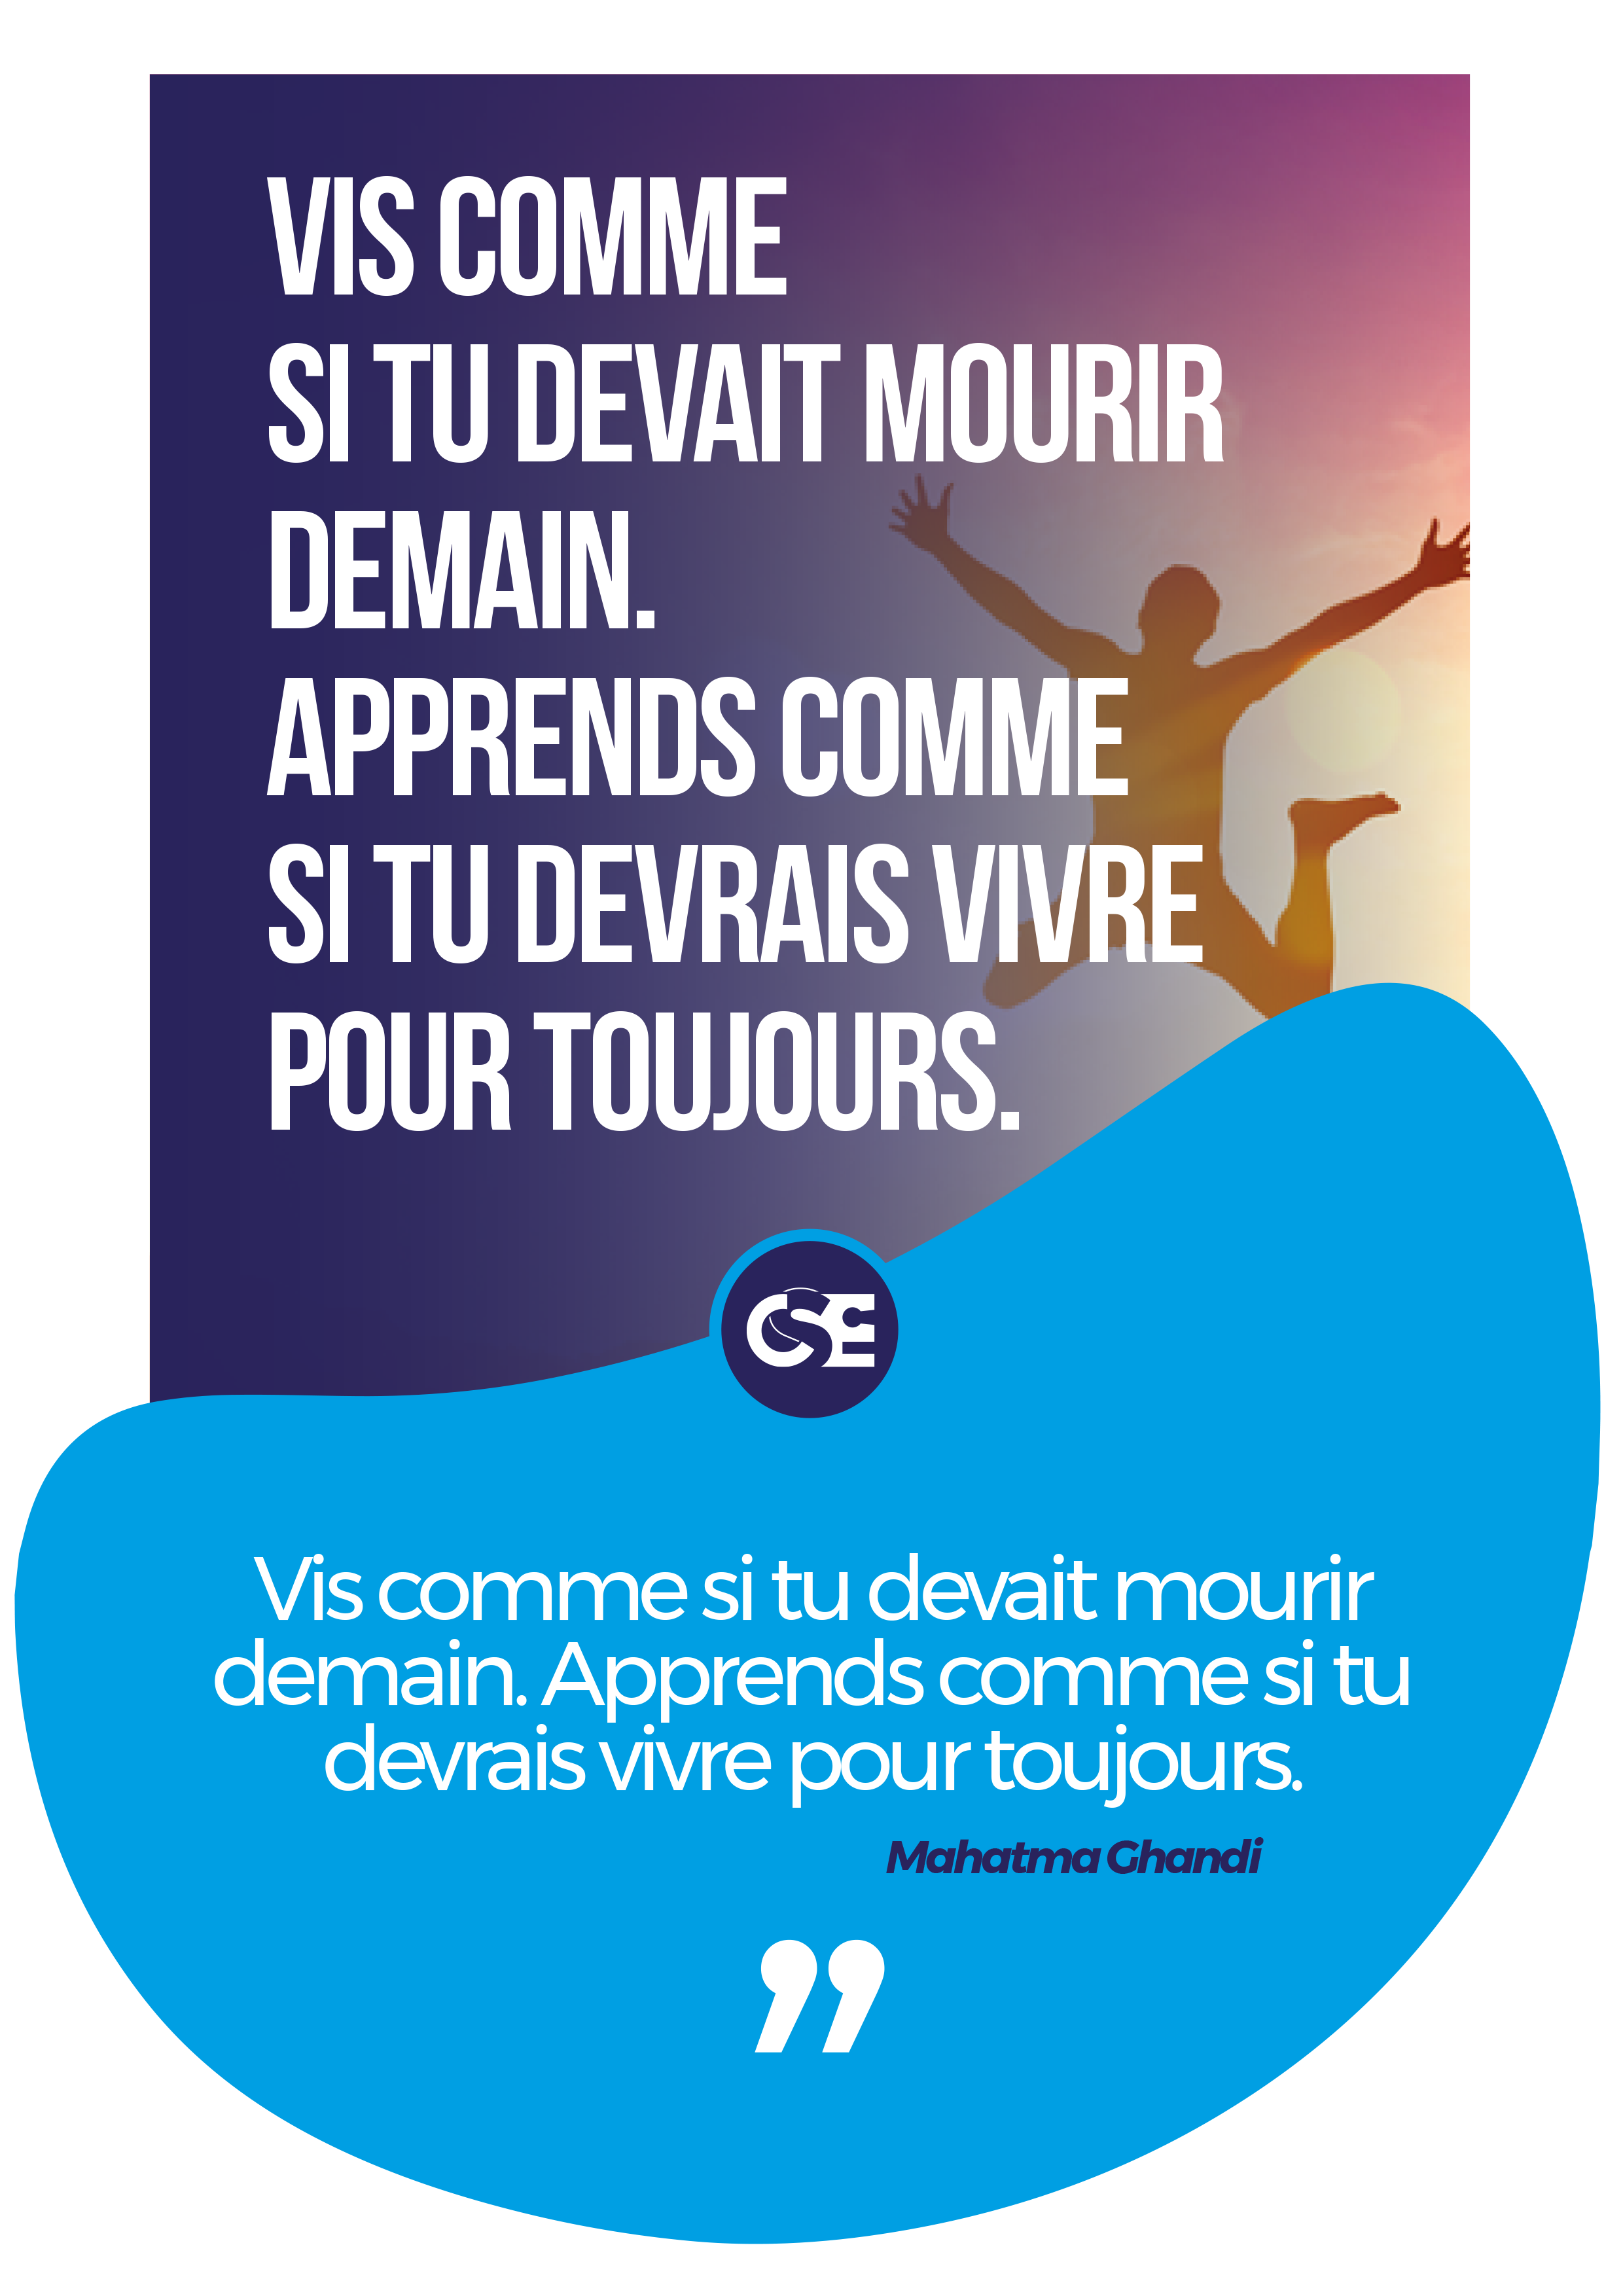 VIS COMME
SI TU DEVAIT MOURIR
DEMAIN.
APPRENDS COMME
SI TU DEVRAIS VIVRE
POUR TOUJOURS.
CSE
Vis comme si tu devait mourir
demain. Apprends comme si tu
devrais vivre pour toujours.
Mahatma Ghandi
”